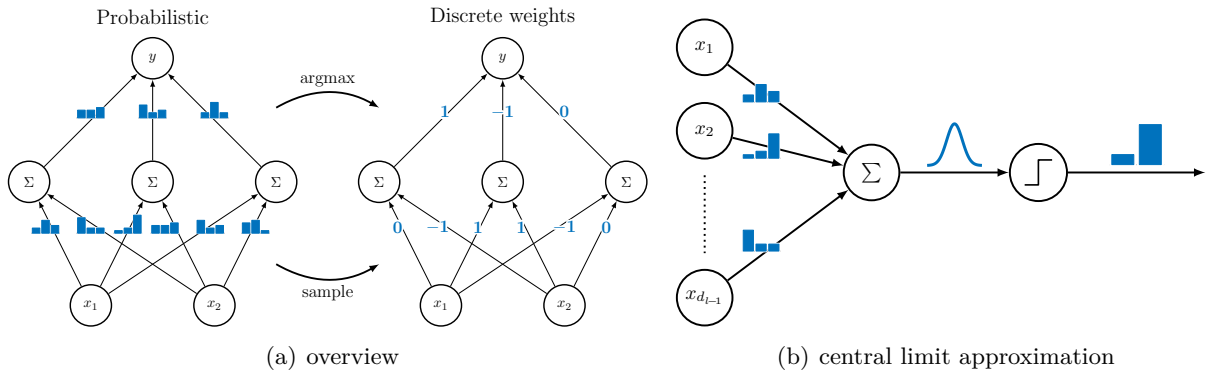 Probabilistic
Discrete weights
y
y
argmax
1 −1 0
Σ Σ Σ
Σ Σ Σ
0 −1 1 1 −1 0
sample
x₁ x₂
x₁ x₂
(a) overview
x₁
x₂
Σ
x_{d_{l−1}}
(b) central limit approximation